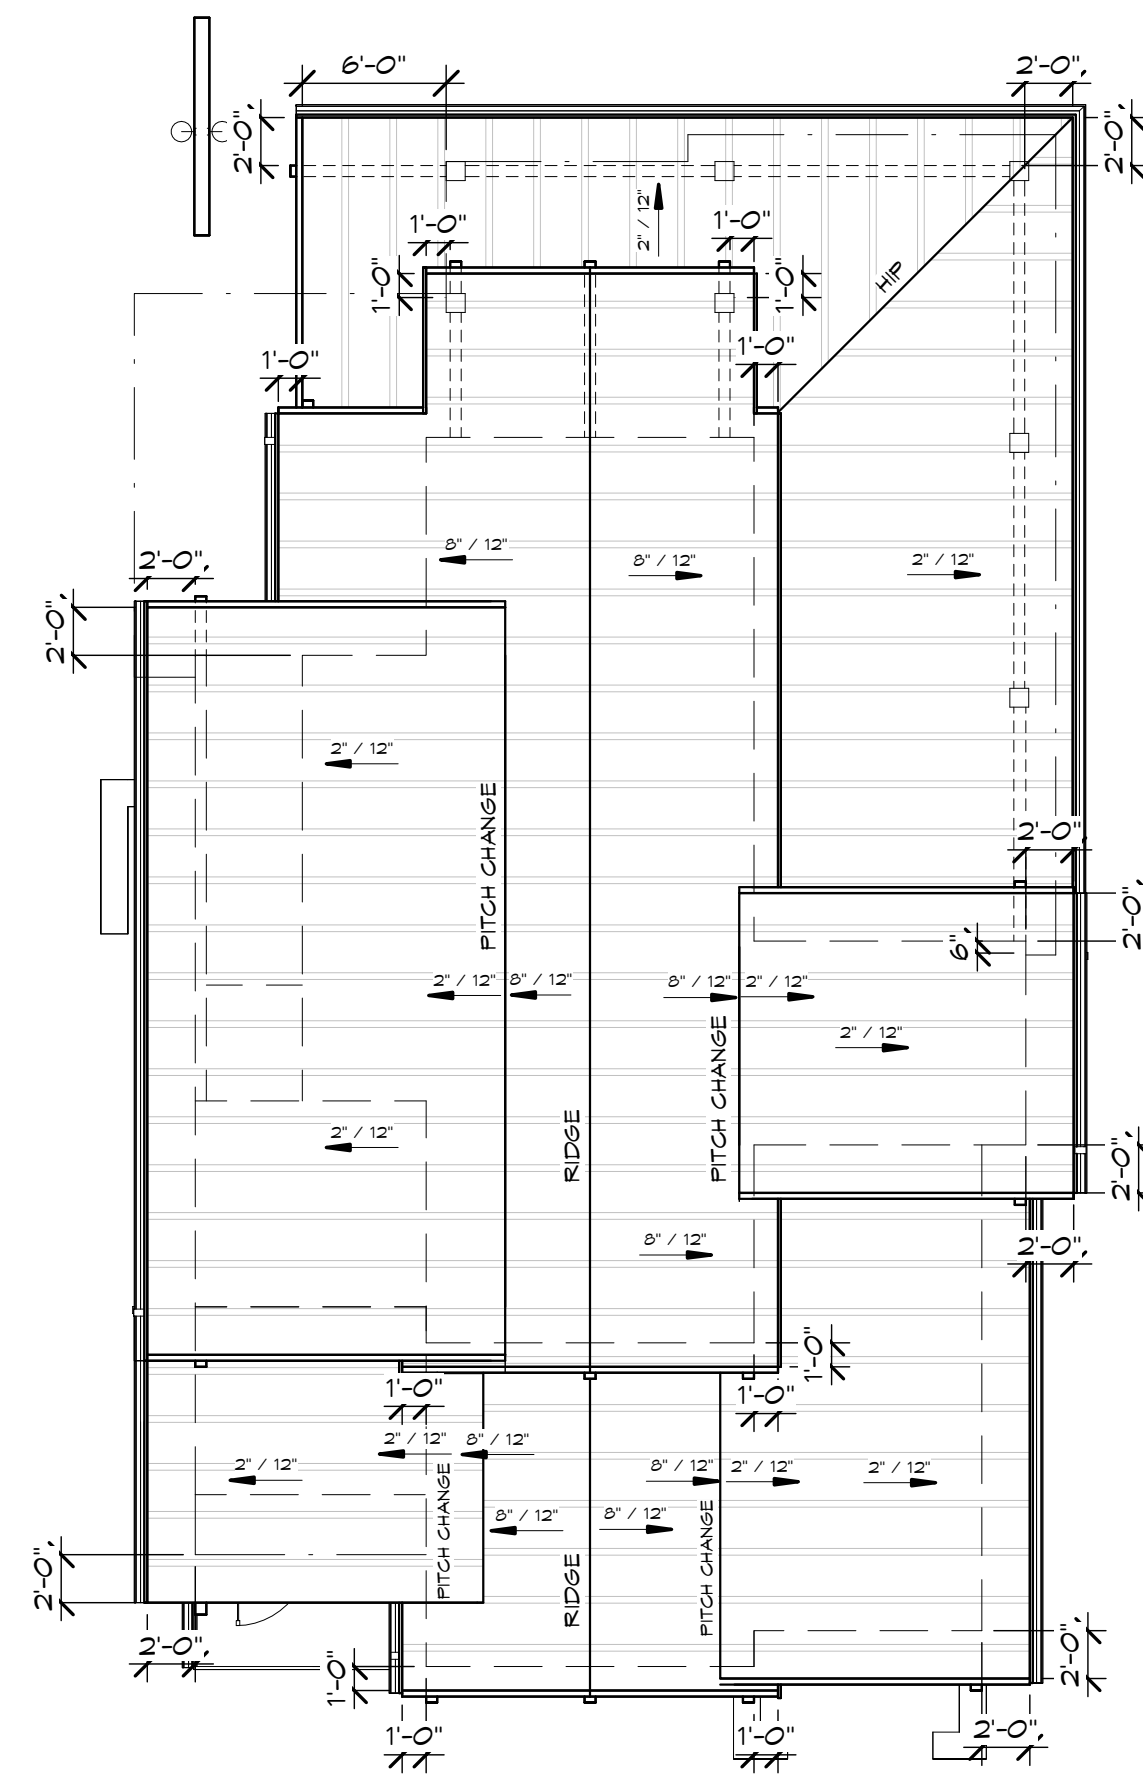 6'-0"
2'-0",
2'-0",
2'-0",
2" / 12"
1'-0"
1'-0"
1'-0"
1'-0"
HIP
1'-0"
1'-0"
8" / 12"
8" / 12"
2" / 12"
2'-0",
2'-0",
2" / 12"
PITCH CHANGE
2'-0",
2'-0",
6",
2" / 12"
8" / 12"
8" / 12"
2" / 12"
2" / 12"
PITCH CHANGE
RIDGE
2" / 12"
2'-0",
8" / 12"
2'-0",
1'-0"
1'-0"
1'-0"
2" / 12"
8" / 12"
2" / 12"
8" / 12"
2" / 12"
2" / 12"
PITCH CHANGE
8" / 12"
8" / 12"
PITCH CHANGE
RIDGE
2'-0",
2'-0",
1'-0"
2'-0",
1'-0"
1'-0"
2'-0",